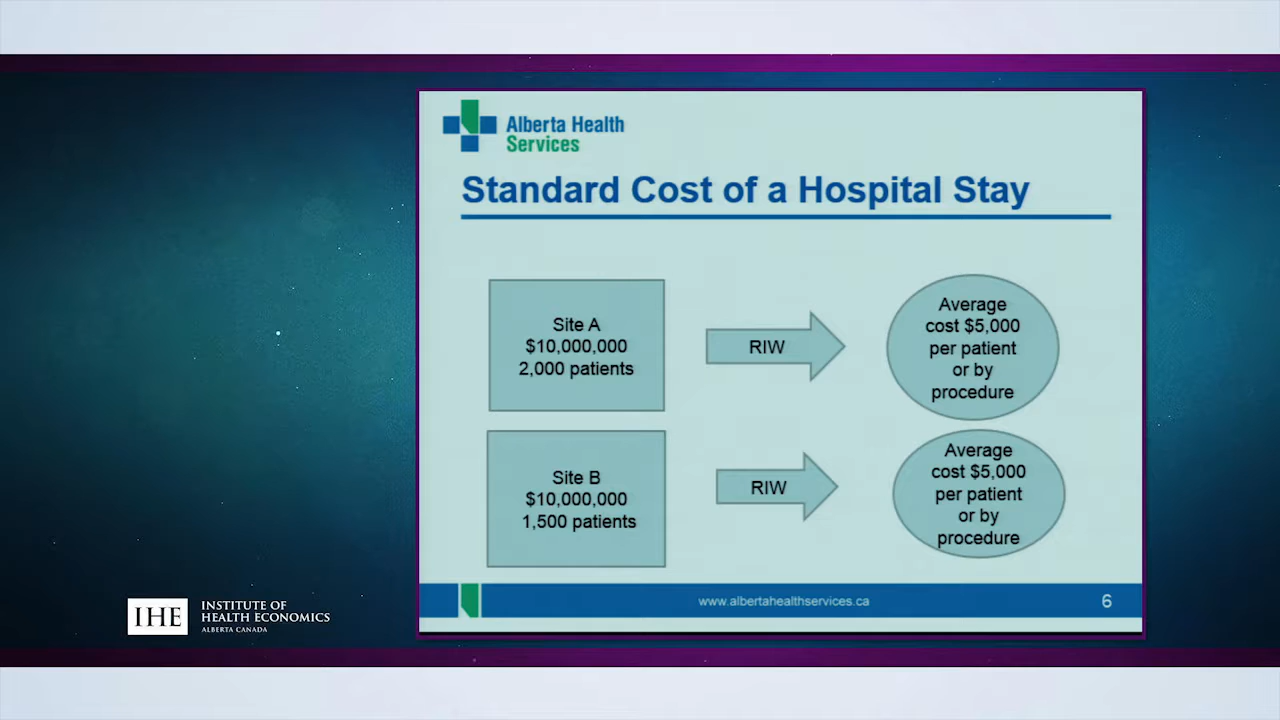 Alberta Health
Services
Standard Cost of a Hospital Stay
Site A
$10,000,000
2,000 patients
RIW
Average
cost $5,000
per patient
or by
procedure
Site B
$10,000,000
1,500 patients
RIW
Average
cost $5,000
per patient
or by
procedure
www.albertahealthservices.ca
6
IHE
INSTITUTE OF
HEALTH ECONOMICS
ALBERTA CANADA